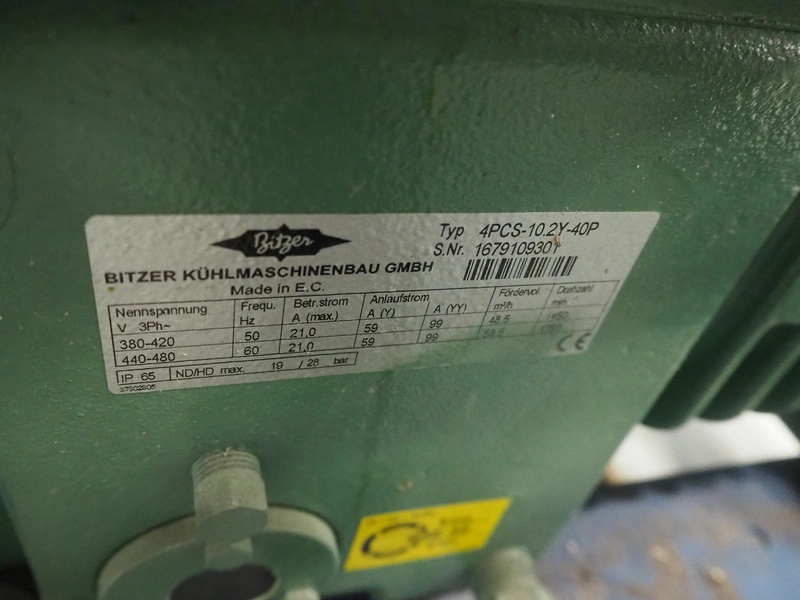 Bitzer
Typ 4PCS-10.2Y-40P
S.Nr. 1679109301
BITZER KÜHLMASCHINENBAU GMBH
Made in E.C.
Nennspannung Frequ. Betr.strom Anlaufstrom Fördervol. Drehzahl
V 3Ph~ Hz A (max.) A (Y) A (YY) m³/h min
380-420 50 21,0 59 99 48.5 1450
440-480 60 21,0 59 99 58.5 1750
IP 65 ND/HD max. 19 / 28 bar CE